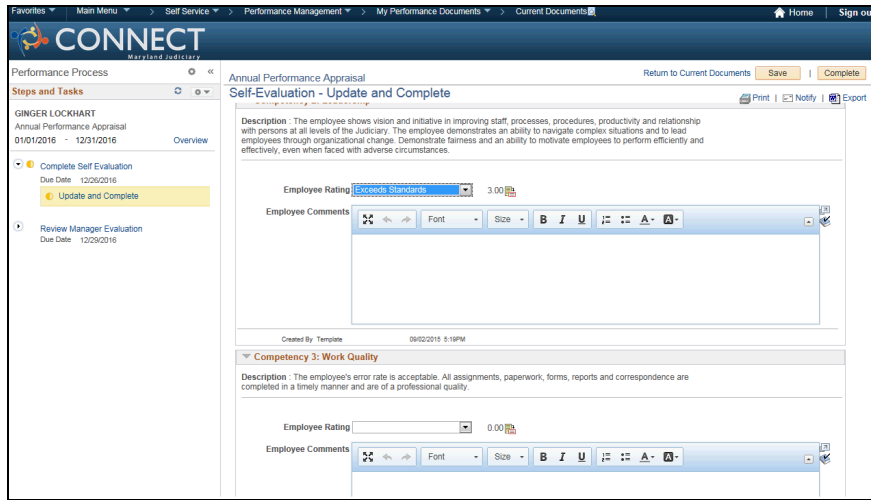 Favorites Main Menu > Self Service > Performance Management > My Performance Documents > Current Documents Home Sign ou
CONNECT
Maryland Judiciary
Performance Process «
Steps and Tasks
GINGER LOCKHART
Annual Performance Appraisal
01/01/2016 - 12/31/2016 Overview
Complete Self Evaluation
Due Date 12/26/2016
Update and Complete
Review Manager Evaluation
Due Date 12/29/2016
Annual Performance Appraisal Return to Current Documents Save | Complete
Self-Evaluation - Update and Complete Print | Notify | Export
Competency 2: Leadership
Description : The employee shows vision and initiative in improving staff, processes, procedures, productivity and relationship
with persons at all levels of the Judiciary. The employee demonstrates an ability to navigate complex situations and to lead
employees through organizational change. Demonstrate fairness and an ability to motivate employees to perform efficiently and
effectively, even when faced with adverse circumstances.
Employee Rating Exceeds Standards 3.00
Employee Comments Font Size B I U A A
Created By Template 09/02/2015 5:19PM
Competency 3: Work Quality
Description : The employee's error rate is acceptable. All assignments, paperwork, forms, reports and correspondence are
completed in a timely manner and are of a professional quality.
Employee Rating 0.00
Employee Comments Font Size B I U A A